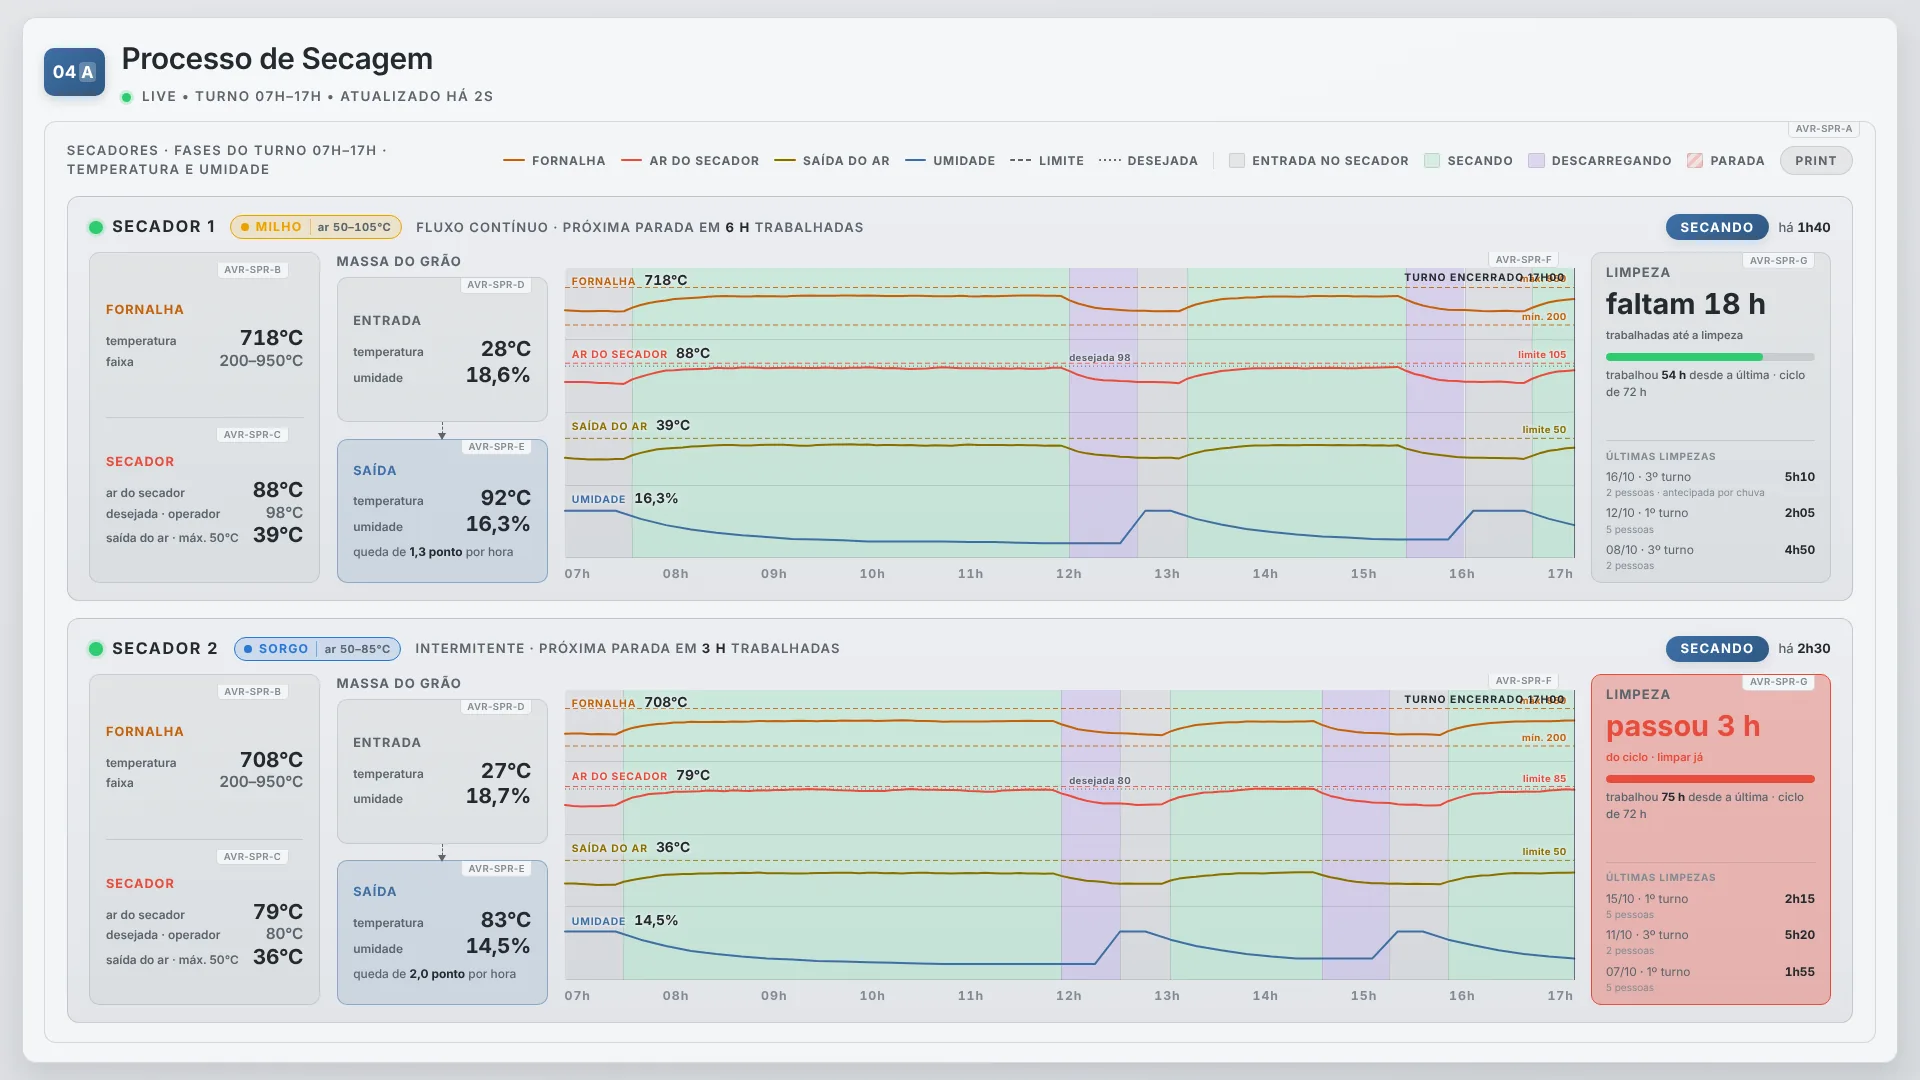 04 A
Processo de Secagem
LIVE • TURNO 07H–17H • ATUALIZADO HÁ 2S
AVR-SPR-A
SECADORES · FASES DO TURNO 07H–17H ·
TEMPERATURA E UMIDADE
FORNALHA
AR DO SECADOR
SAÍDA DO AR
UMIDADE
LIMITE
DESEJADA
ENTRADA NO SECADOR
SECANDO
DESCARREGANDO
PARADA
PRINT
SECADOR 1
MILHO
ar 50–105°C
FLUXO CONTÍNUO · PRÓXIMA PARADA EM 6 H TRABALHADAS
SECANDO
há 1h40
AVR-SPR-B
FORNALHA
temperatura 718°C
faixa 200–950°C
AVR-SPR-C
SECADOR
ar do secador 88°C
desejada · operador 98°C
saída do ar · máx. 50°C 39°C
MASSA DO GRÃO
AVR-SPR-D
ENTRADA
temperatura 28°C
umidade 18,6%
AVR-SPR-E
SAÍDA
temperatura 92°C
umidade 16,3%
queda de 1,3 ponto por hora
AVR-SPR-F
FORNALHA 718°C
TURNO ENCERRADO 17H00
mín. 200
AR DO SECADOR 88°C
desejada 98
limite 105
SAÍDA DO AR 39°C
limite 50
UMIDADE 16,3%
07h 08h 09h 10h 11h 12h 13h 14h 15h 16h 17h
AVR-SPR-G
LIMPEZA
faltam 18 h
trabalhadas até a limpeza
trabalhou 54 h desde a última · ciclo
de 72 h
ÚLTIMAS LIMPEZAS
16/10 · 3º turno 5h10
2 pessoas · antecipada por chuva
12/10 · 1º turno 2h05
5 pessoas
08/10 · 3º turno 4h50
2 pessoas
SECADOR 2
SORGO
ar 50–85°C
INTERMITENTE · PRÓXIMA PARADA EM 3 H TRABALHADAS
SECANDO
há 2h30
AVR-SPR-B
FORNALHA
temperatura 708°C
faixa 200–950°C
AVR-SPR-C
SECADOR
ar do secador 79°C
desejada · operador 80°C
saída do ar · máx. 50°C 36°C
MASSA DO GRÃO
AVR-SPR-D
ENTRADA
temperatura 27°C
umidade 18,7%
AVR-SPR-E
SAÍDA
temperatura 83°C
umidade 14,5%
queda de 2,0 ponto por hora
AVR-SPR-F
FORNALHA 708°C
TURNO ENCERRADO 17H00
mín. 200
AR DO SECADOR 79°C
desejada 80
limite 85
SAÍDA DO AR 36°C
limite 50
UMIDADE 14,5%
07h 08h 09h 10h 11h 12h 13h 14h 15h 16h 17h
AVR-SPR-G
LIMPEZA
passou 3 h
do ciclo · limpar já
trabalhou 75 h desde a última · ciclo
de 72 h
ÚLTIMAS LIMPEZAS
15/10 · 1º turno 2h15
5 pessoas
11/10 · 3º turno 5h20
2 pessoas
07/10 · 1º turno 1h55
5 pessoas